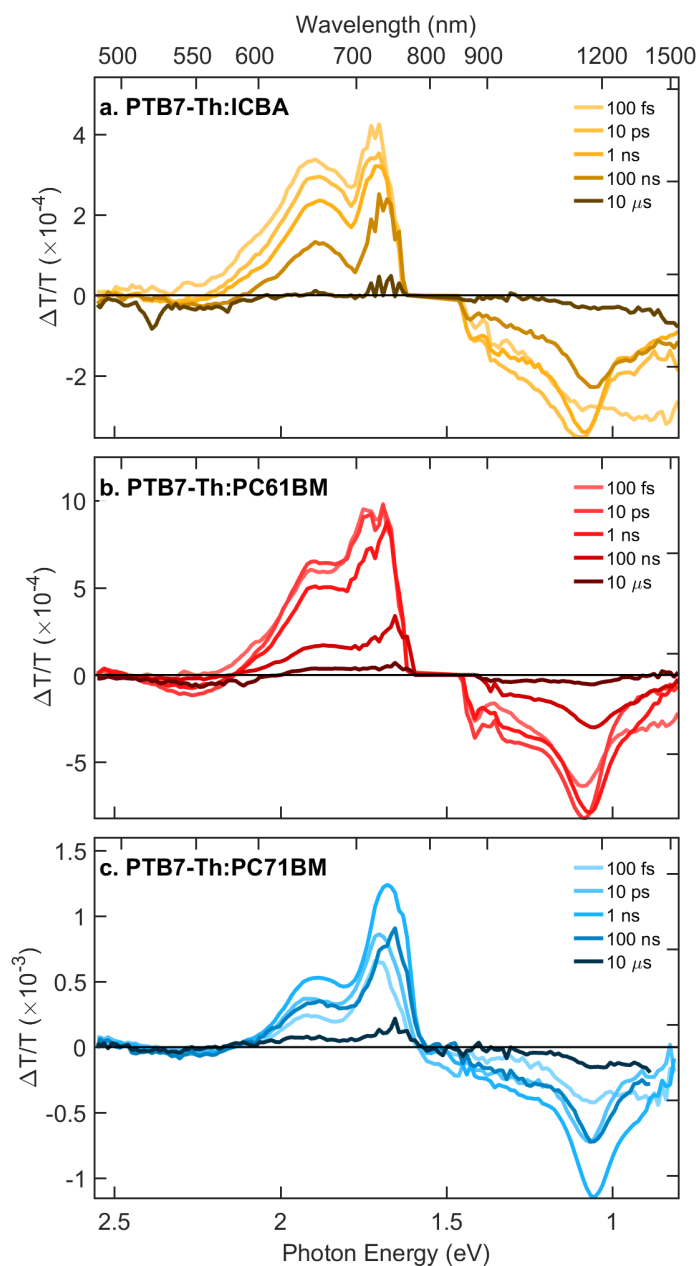 Wavelength (nm)
500 550 600 700 800 900 1200 1500
a. PTB7-Th:ICBA
100 fs
10 ps
1 ns
100 ns
10 μs
4
2
0
-2
ΔT/T (×10-4)
b. PTB7-Th:PC61BM
100 fs
10 ps
1 ns
100 ns
10 μs
10
5
0
-5
ΔT/T (×10-4)
c. PTB7-Th:PC71BM
100 fs
10 ps
1 ns
100 ns
10 μs
1.5
1
0.5
0
-0.5
-1
ΔT/T (×10-3)
2.5 2 1.5 1
Photon Energy (eV)